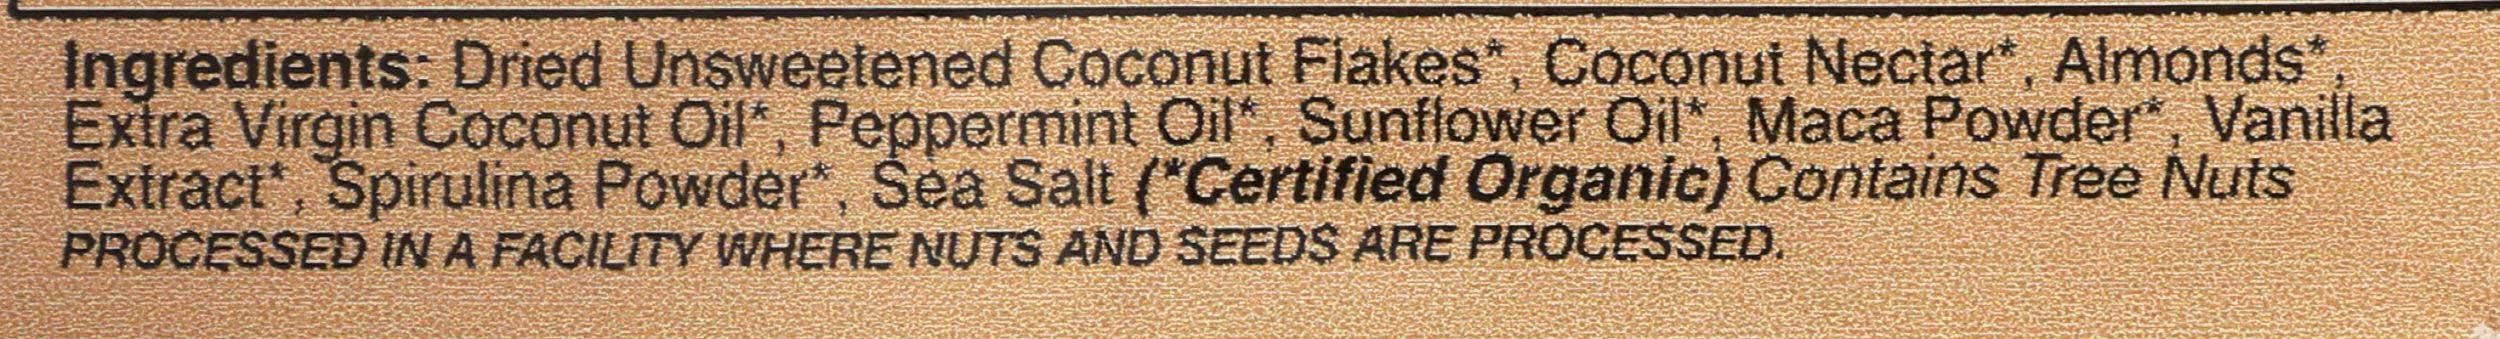 Ingredients: Dried Unsweetened Coconut Flakes*, Coconut Nectar*, Almonds*,
Extra Virgin Coconut Oil*, Peppermint Oil*, Sunflower Oil*, Maca Powder*, Vanilla
Extract*, Spirulina Powder*, Sea Salt (*Certified Organic) Contains Tree Nuts
PROCESSED IN A FACILITY WHERE NUTS AND SEEDS ARE PROCESSED.